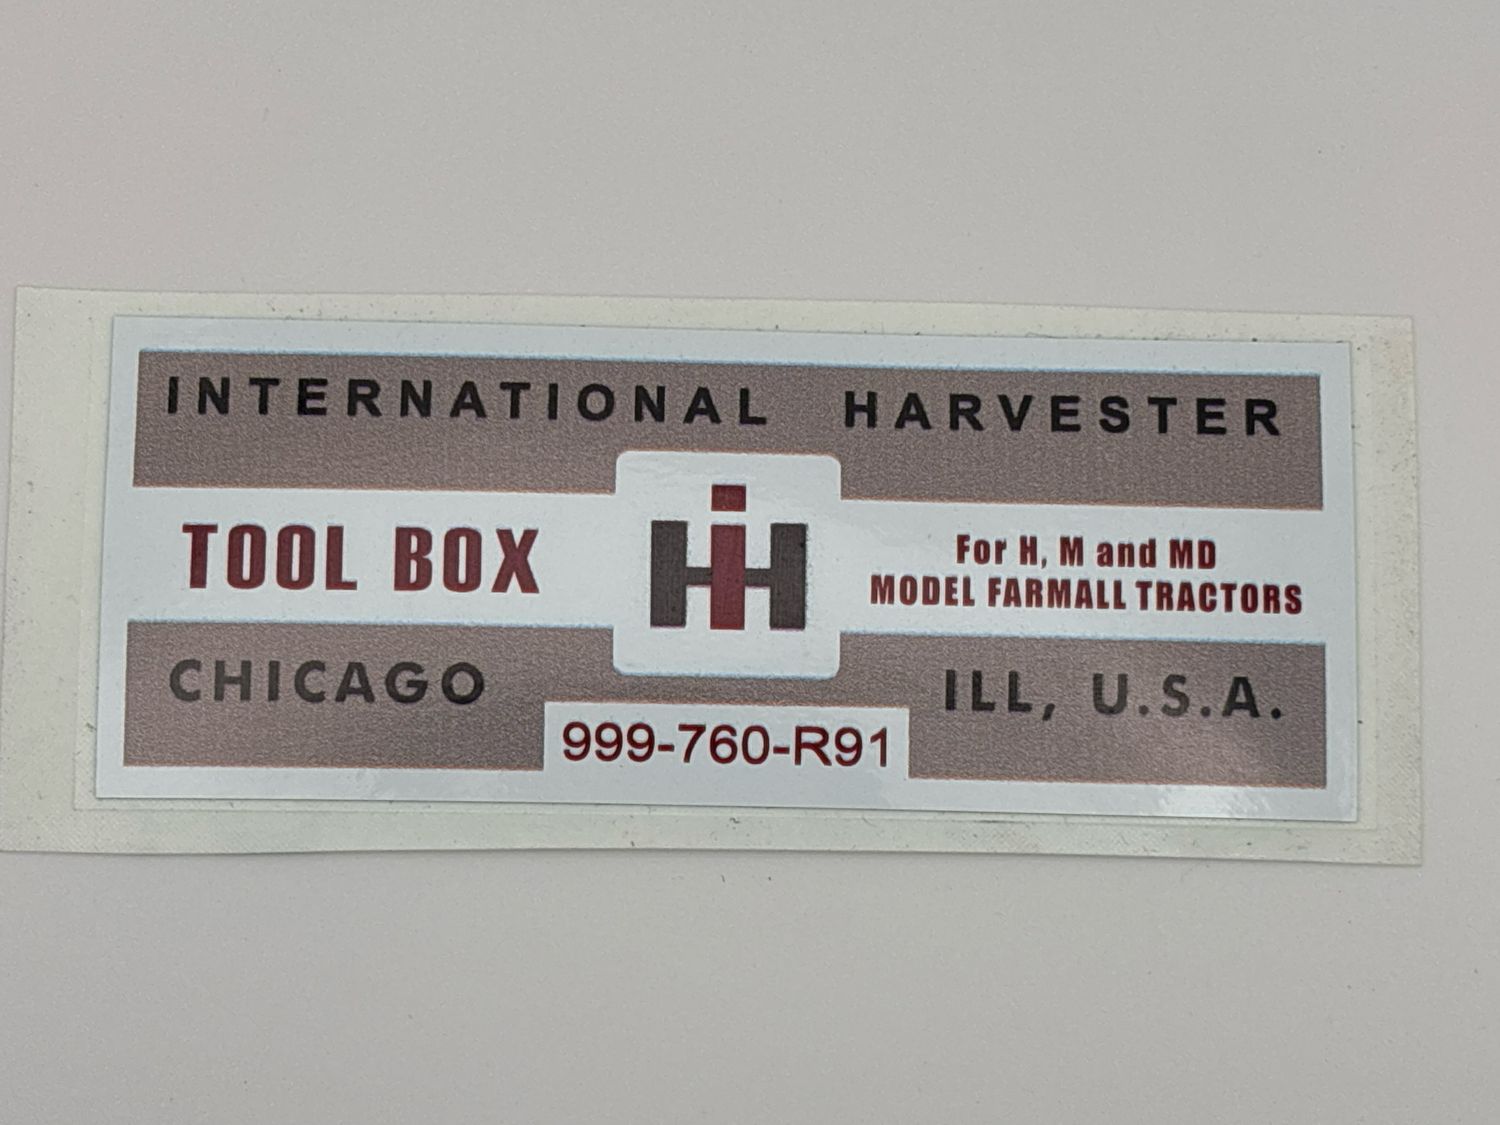 INTERNATIONAL HARVESTER
TOOL BOX
IH
For H, M and MD
MODEL FARMALL TRACTORS
CHICAGO ILL, U.S.A.
999-760-R91